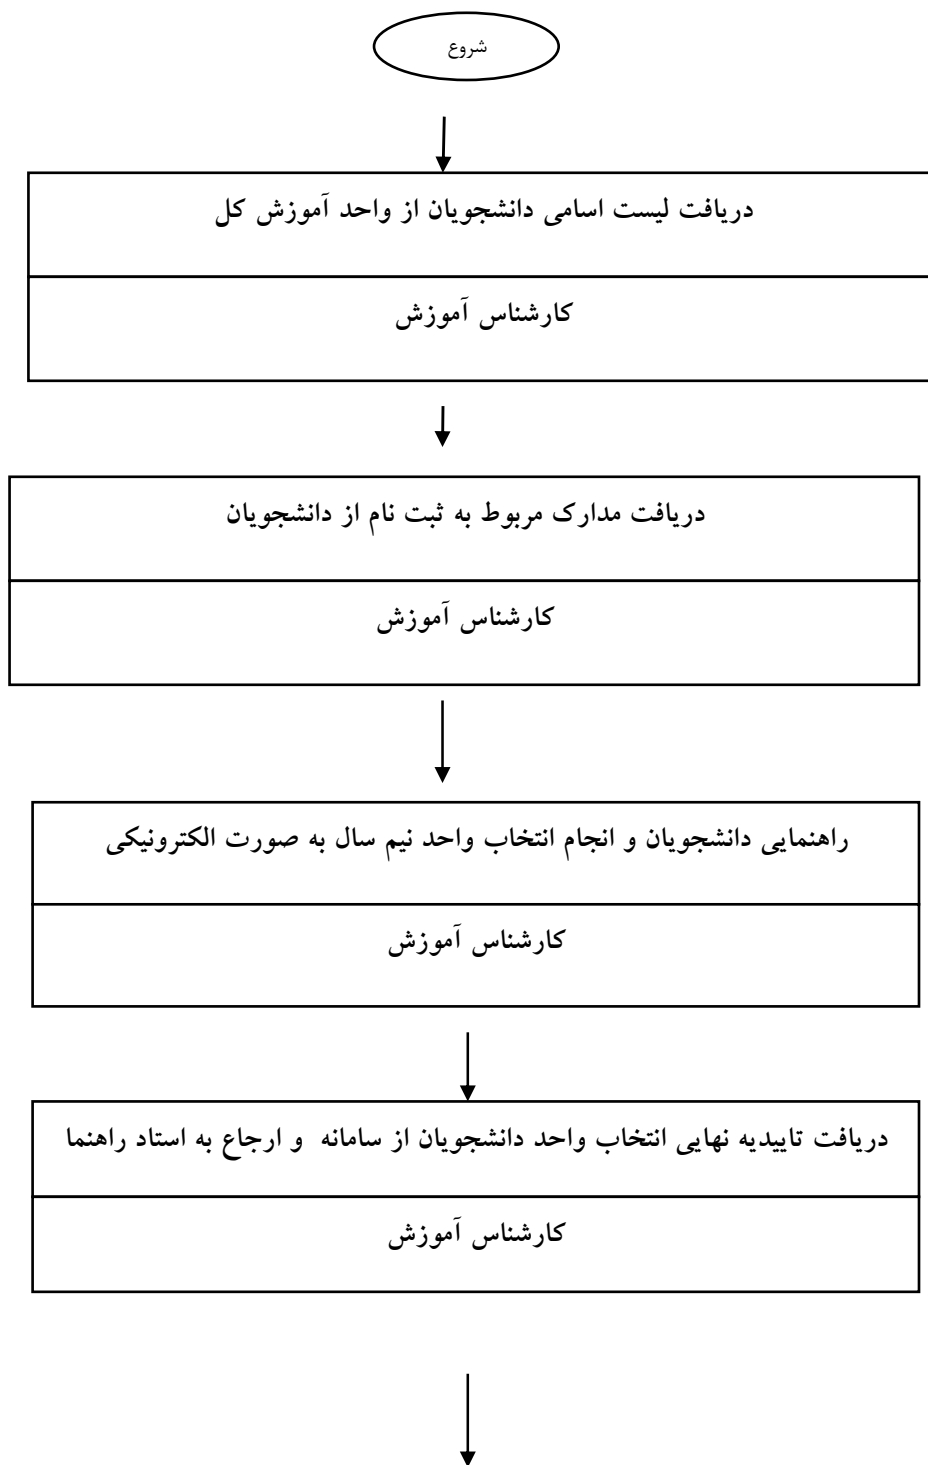 شروع
دریافت لیست اسامی دانشجویان از واحد آموزش کل
کارشناس آموزش
دریافت مدارک مربوط به ثبت نام از دانشجویان
کارشناس آموزش
راهنمایی دانشجویان و انجام انتخاب واحد نیم سال به صورت الکترونیکی
کارشناس آموزش
دریافت تاییدیه نهایی انتخاب واحد دانشجویان از سامانه و ارجاع به استاد راهنما
کارشناس آموزش